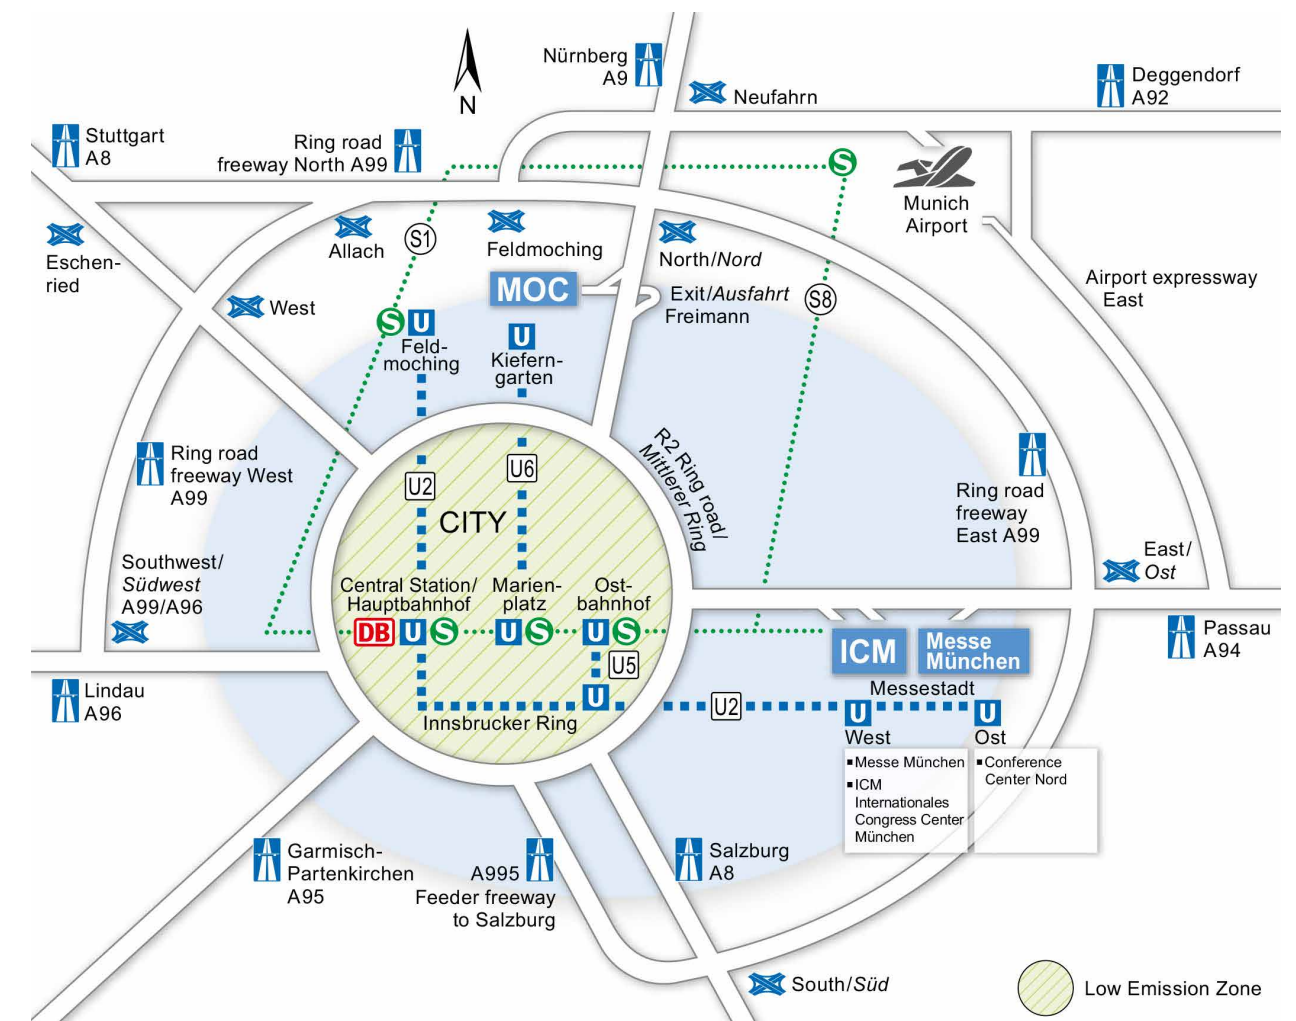 Nürnberg
A9
Neufahrn
Deggendorf
A92
N
Stuttgart
A8
Ring road
freeway North A99
S
Munich
Airport
Eschen-
ried
Allach
S1
Feldmoching
North/Nord
MOC
Exit/Ausfahrt
Freimann
S8
Airport expressway
East
West
S
U
Feld-
moching
U
Kiefern-
garten
R2 Ring road/
Mittlerer Ring
Ring road
freeway West
A99
U2
U6
CITY
Ring road
freeway
East A99
Southwest/
Südwest
A99/A96
East/
Ost
Central Station/
Hauptbahnhof
Marien-
platz
Ost-
bahnhof
DB
U
S
U
S
U
S
U5
ICM
Messe
München
Passau
A94
Lindau
A96
U
Innsbrucker Ring
U2
Messestadt
U
West
U
Ost
Messe München
ICM
Internationales
Congress Center
München
Conference
Center Nord
Garmisch-
Partenkirchen
A95
A995
Feeder freeway
to Salzburg
Salzburg
A8
South/Süd
Low Emission Zone